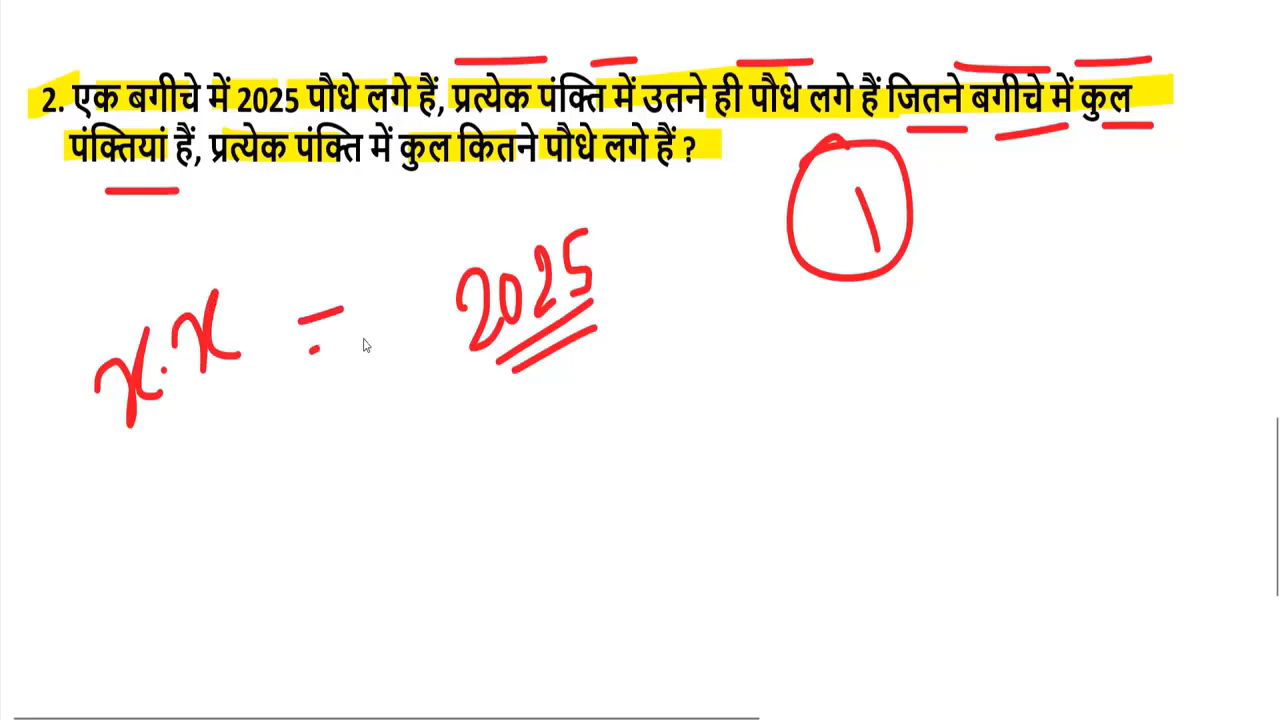 2. एक बगीचे में 2025 पौधे लगे हैं, प्रत्येक पंक्ति में उतने ही पौधे लगे हैं जितने बगीचे में कुल
पंक्तियां हैं, प्रत्येक पंक्ति में कुल कितने पौधे लगे हैं ?
1
x.x = 2025